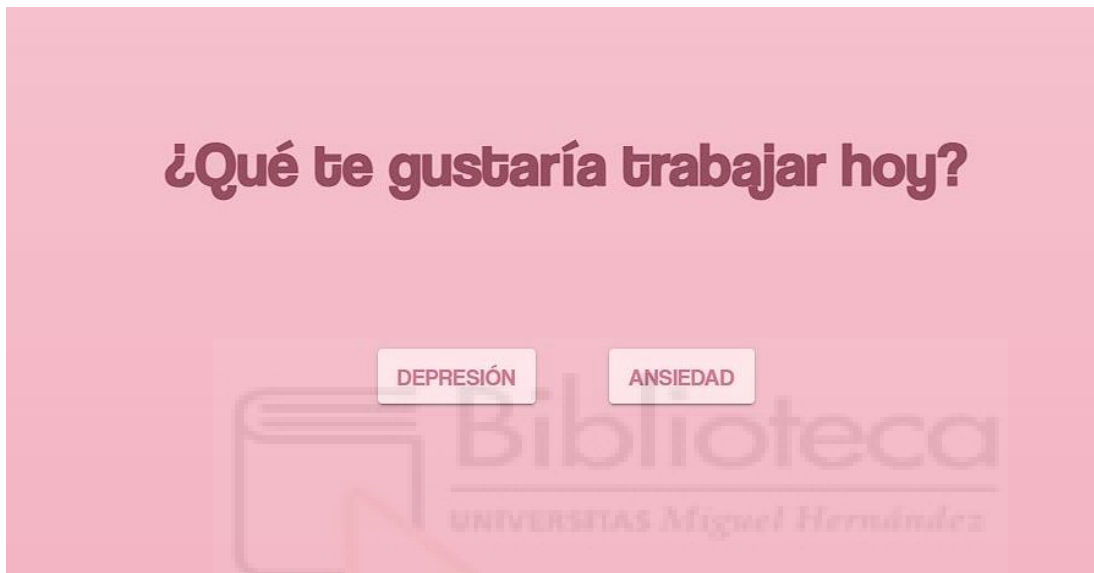 ¿Qué te gustaría trabajar hoy?
DEPRESIÓN ANSIEDAD
Biblioteca
UNIVERSITAS Miguel Hernández